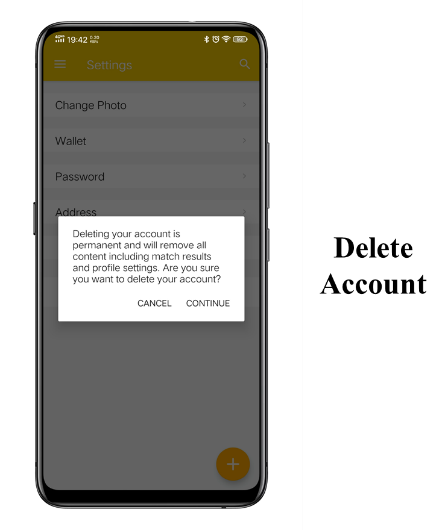 19:42
Settings
Change Photo
Wallet
Password
Address
Deleting your account is
permanent and will remove all
content including match results
and profile settings. Are you sure
you want to delete your account?
CANCEL CONTINUE
Delete
Account